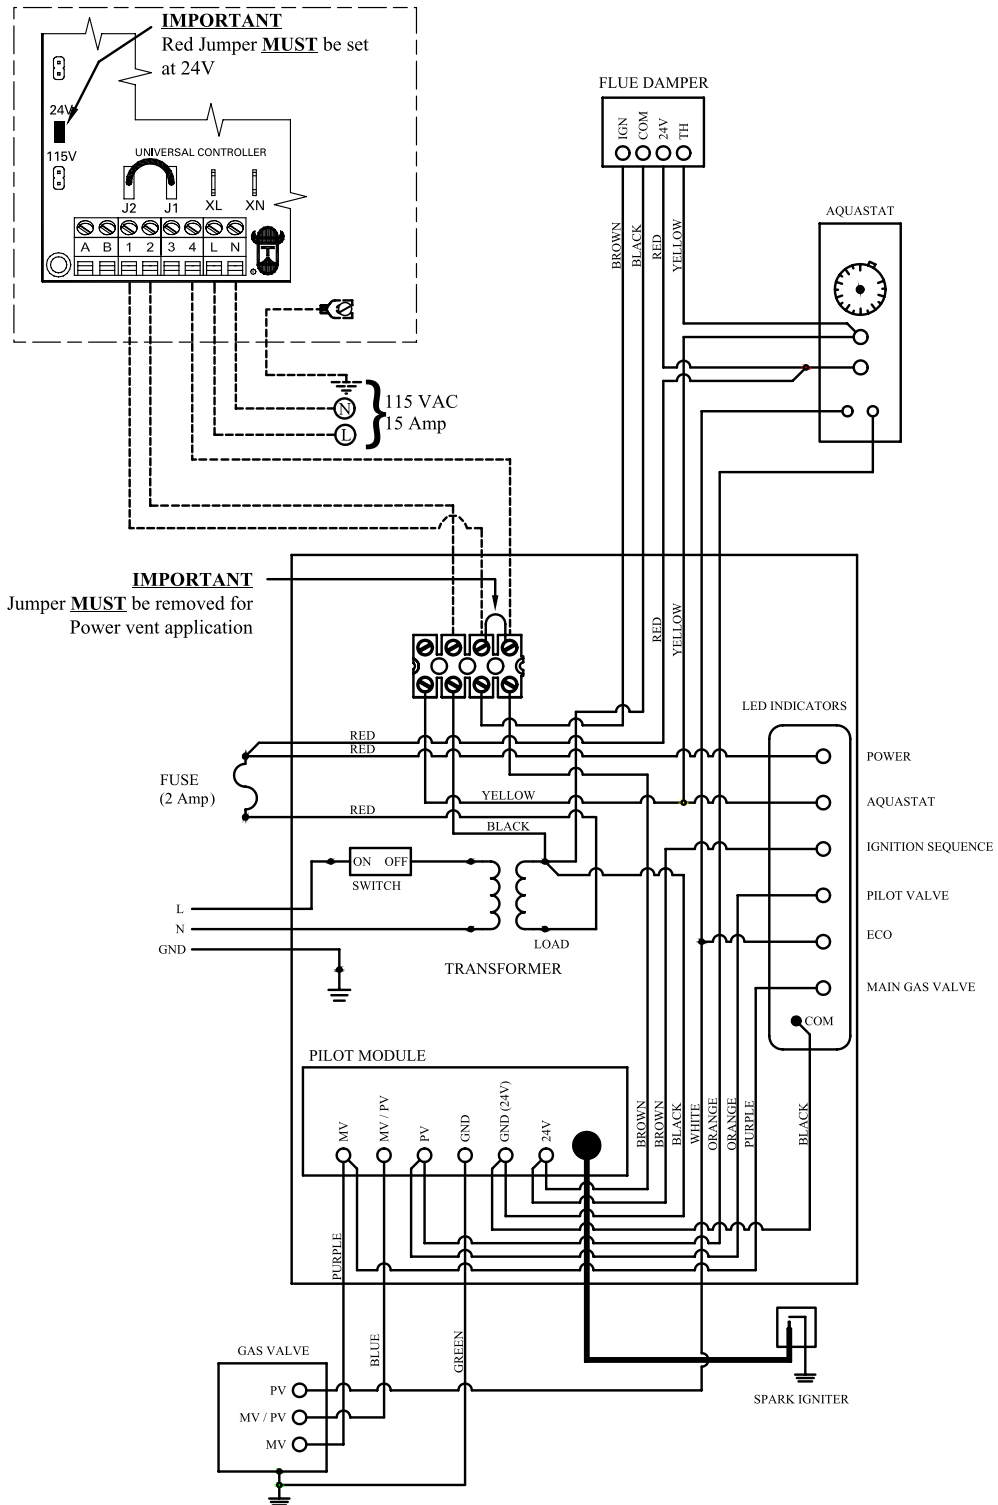 IMPORTANT
Red Jumper MUST be set
at 24V
24V
115V
UNIVERSAL CONTROLLER
J2
J1
XL
XN
A B 1 2 3 4 L N
N
L
115 VAC
15 Amp
FLUE DAMPER
IGN
COM
24V
TH
BROWN
BLACK
RED
YELLOW
AQUASTAT
IMPORTANT
Jumper MUST be removed for
Power vent application
RED
YELLOW
LED INDICATORS
POWER
AQUASTAT
IGNITION SEQUENCE
PILOT VALVE
ECO
MAIN GAS VALVE
COM
RED
RED
FUSE
(2 Amp)
YELLOW
RED
BLACK
ON OFF
SWITCH
L
N
GND
LOAD
TRANSFORMER
PILOT MODULE
MV
MV / PV
PV
GND
GND (24V)
24V
BROWN
BROWN
BLACK
WHITE
ORANGE
ORANGE
PURPLE
BLACK
PURPLE
BLUE
GREEN
GAS VALVE
PV
MV / PV
MV
SPARK IGNITER